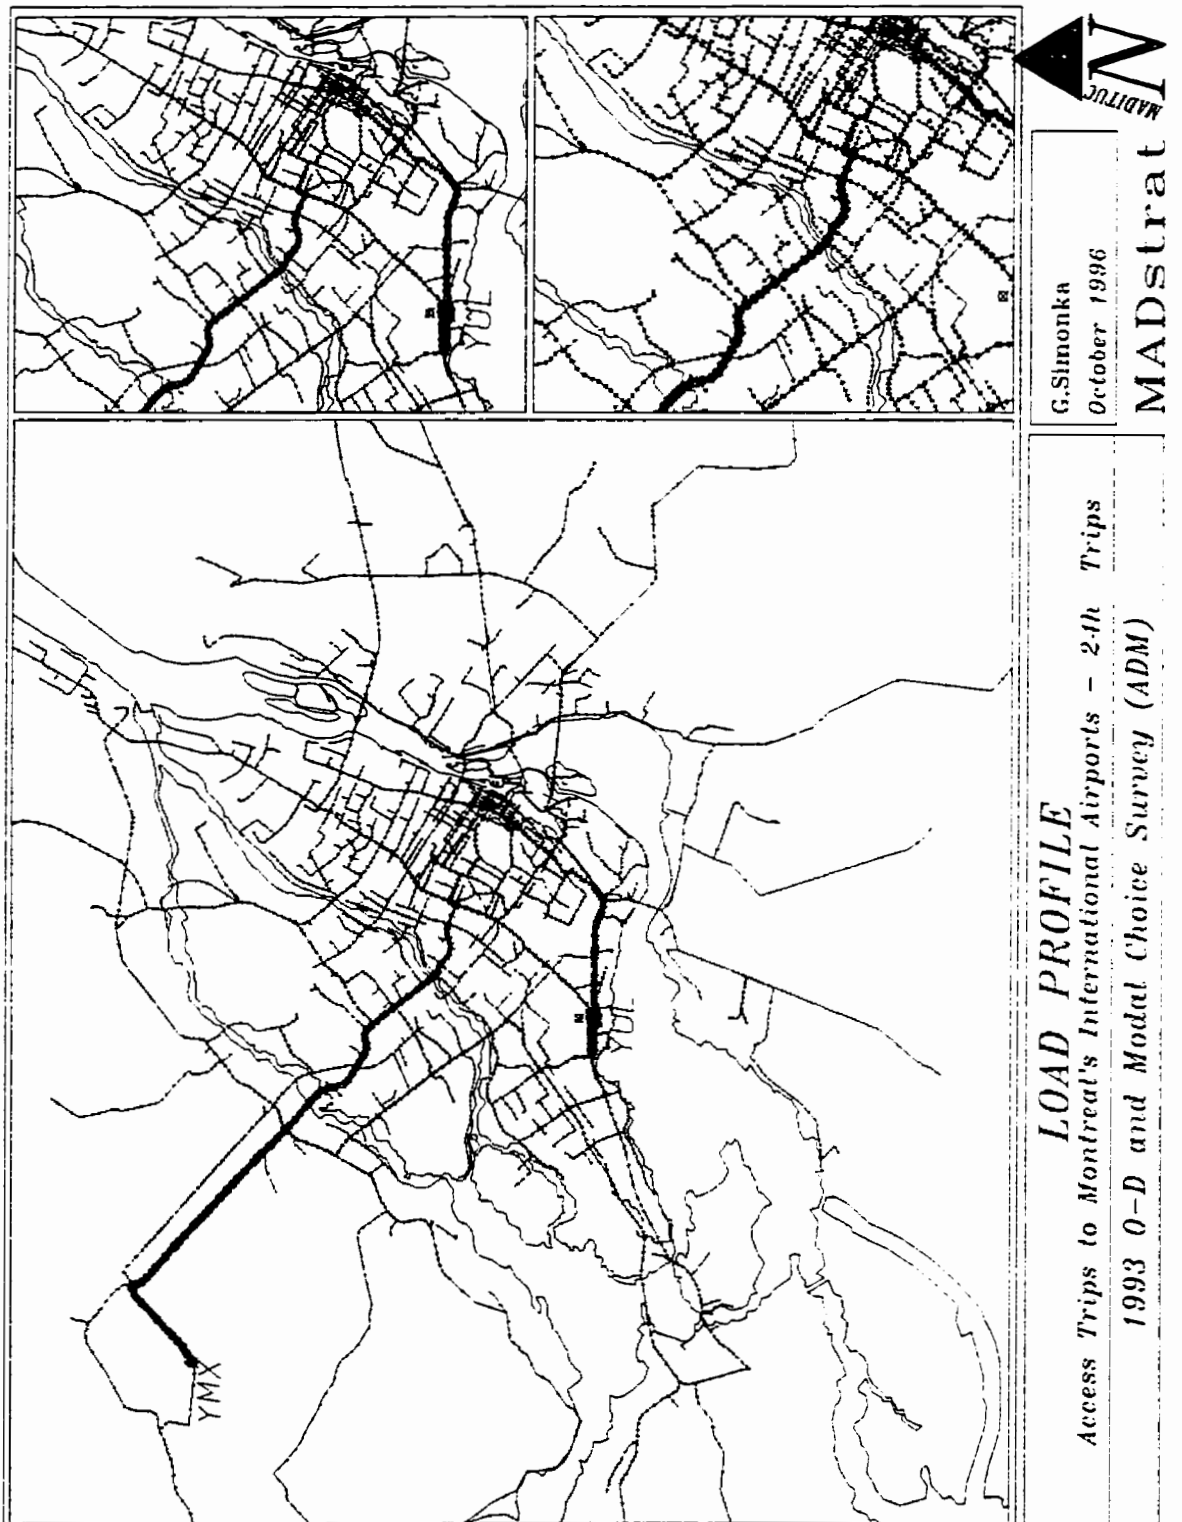 LOAD PROFILE
Access Trips to Montreal's International Airports - 24h Trips
1993 O-D and Modal Choice Survey (ADM)
G.Simonka
October 1996
MADstrat
N
MADITUC
YMX
YUL
YUL